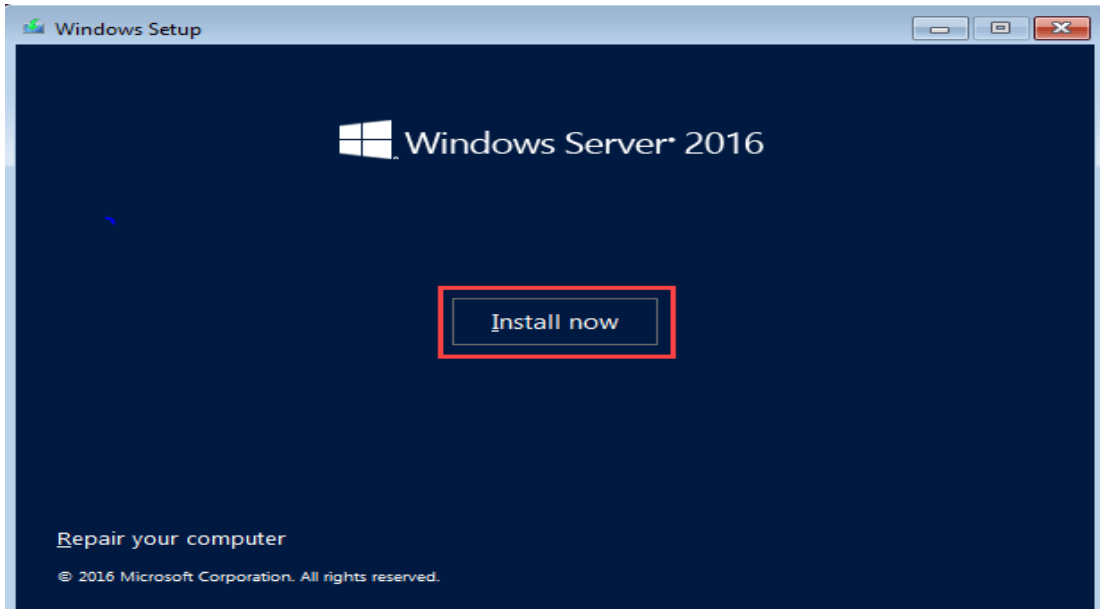 Windows Setup
Windows Server® 2016
Install now
Repair your computer
© 2016 Microsoft Corporation. All rights reserved.